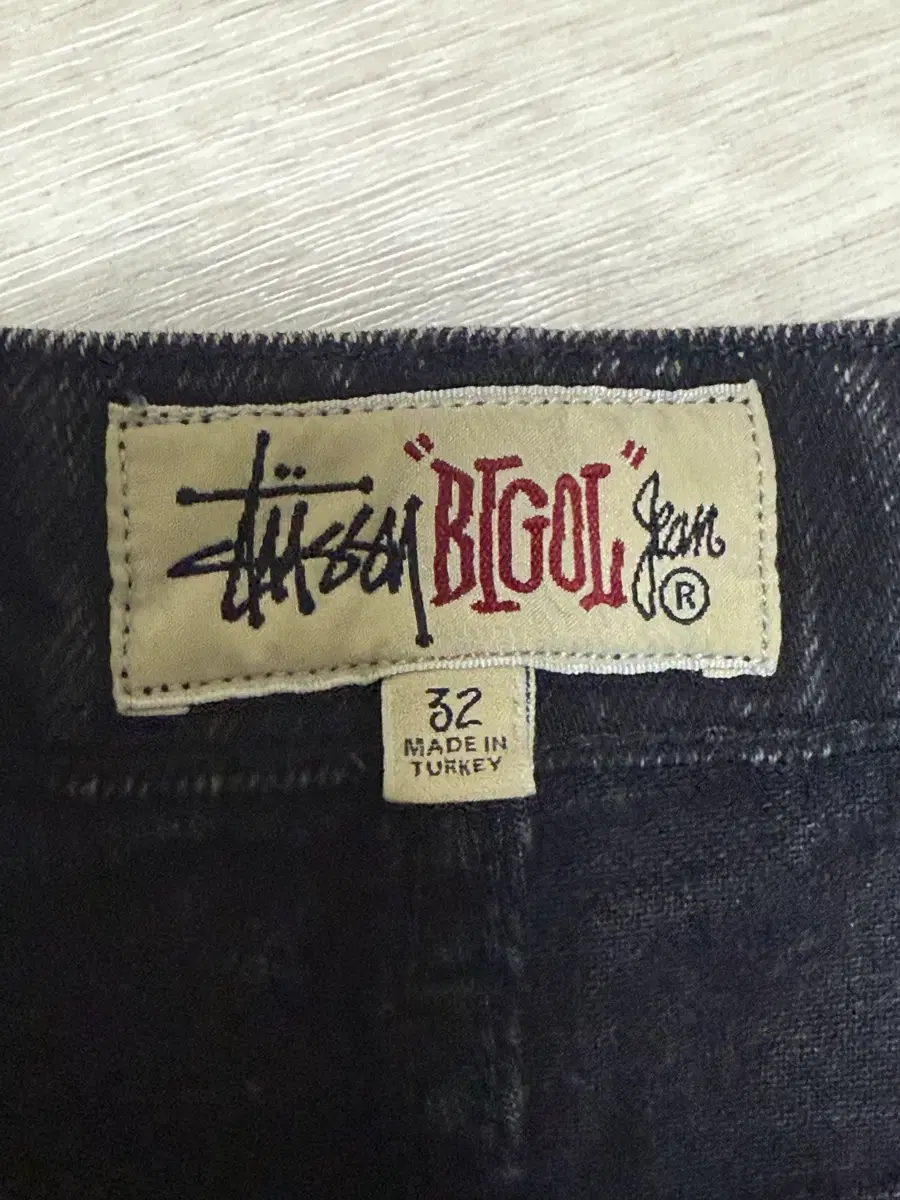 Stüssy "BIGOL" Jean ®
32
MADE IN
TURKEY